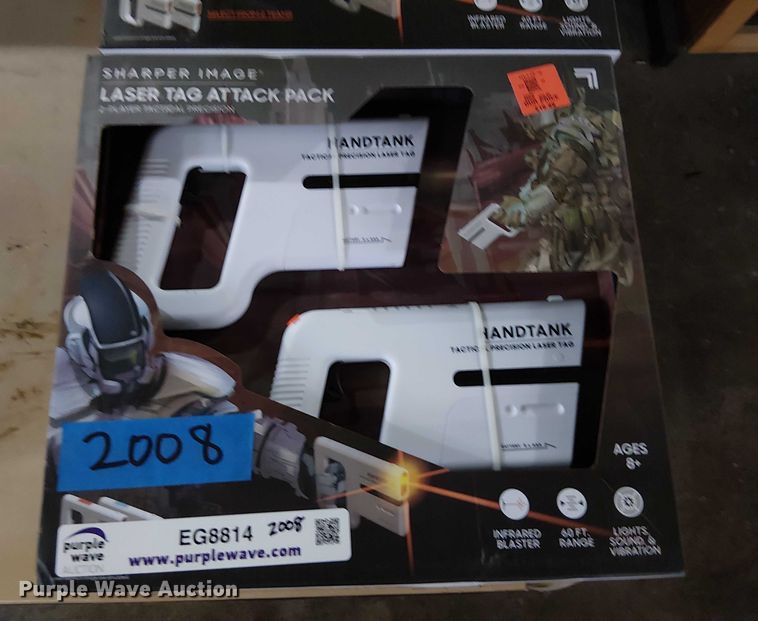 INFRARED BLASTER
60 FT. RANGE
LIGHTS, SOUND, & VIBRATION
SHARPER IMAGE
LASER TAG ATTACK PACK
2-PLAYER TACTICAL PRECISION
HANDTANK
TACTICAL PRECISION LASER TAG
HANDTANK
TACTICAL PRECISION LASER TAG
2008
AGES
8+
INFRARED
BLASTER
60 FT.
RANGE
LIGHTS,
SOUND, &
VIBRATION
purple
wave
AUCTION
EG8814 2008
www.purplewave.com
Purple Wave Auction